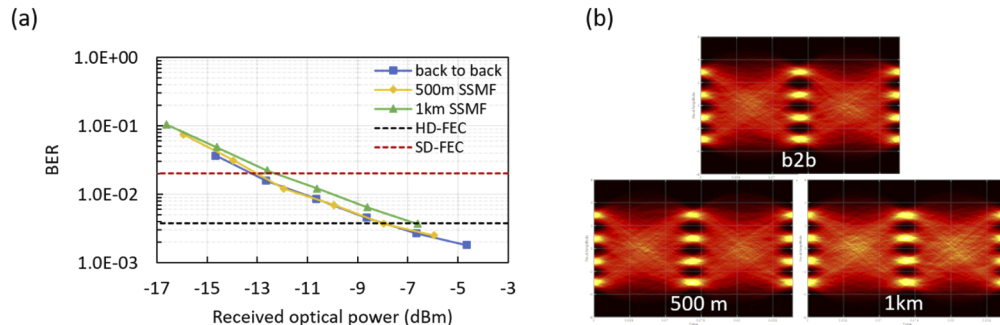 (a)
(b)
BER
1.0E+00
1.0E-01
1.0E-02
1.0E-03
back to back
500m SSMF
1km SSMF
HD-FEC
SD-FEC
-17 -15 -13 -11 -9 -7 -5 -3
Received optical power (dBm)
b2b
500 m
1km